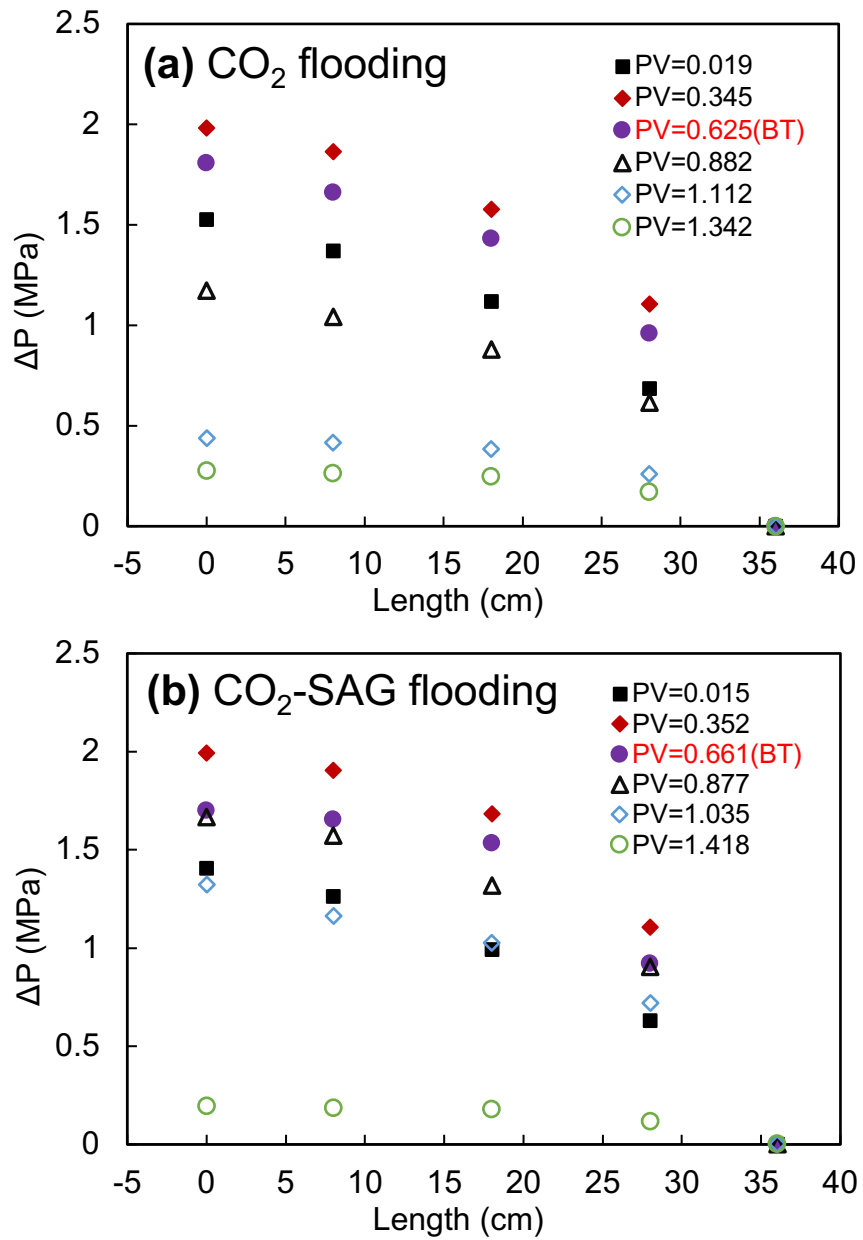 (a) CO₂ flooding
PV=0.019
PV=0.345
PV=0.625(BT)
PV=0.882
PV=1.112
PV=1.342
2.5
2
1.5
1
0.5
0
ΔP (MPa)
-5 0 5 10 15 20 25 30 35 40
Length (cm)
(b) CO₂-SAG flooding
PV=0.015
PV=0.352
PV=0.661(BT)
PV=0.877
PV=1.035
PV=1.418
2.5
2
1.5
1
0.5
0
ΔP (MPa)
-5 0 5 10 15 20 25 30 35 40
Length (cm)